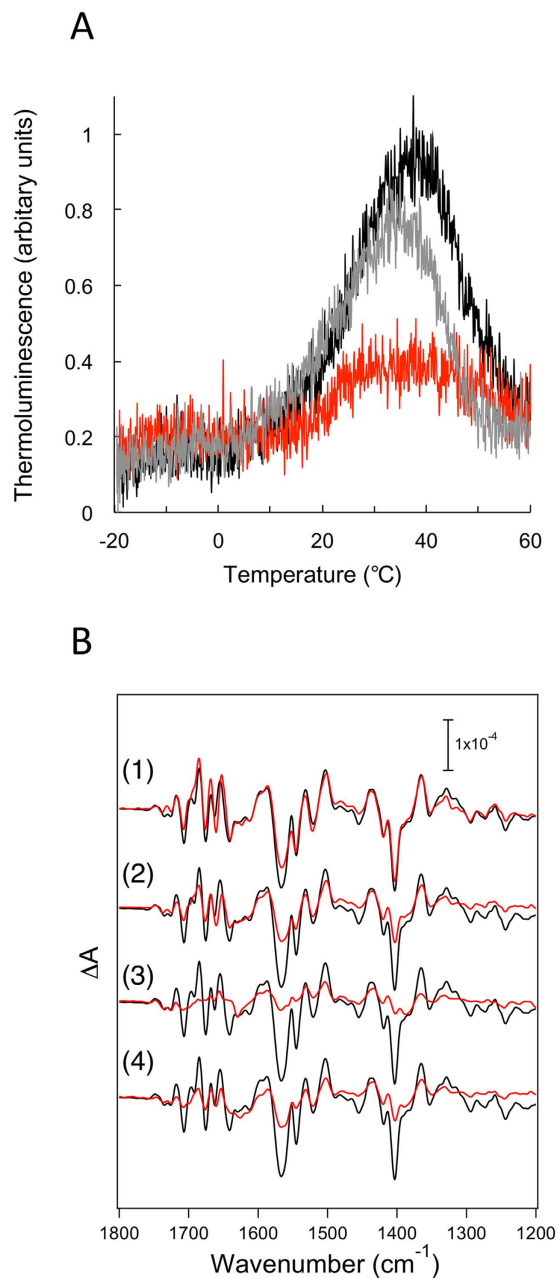 A
Thermoluminescence (arbitary units)
1
0.8
0.6
0.4
0.2
0
-20 0 20 40 60
Temperature (℃)
B
1x10-4
(1)
(2)
(3)
(4)
ΔA
1800 1700 1600 1500 1400 1300 1200
Wavenumber (cm-1)